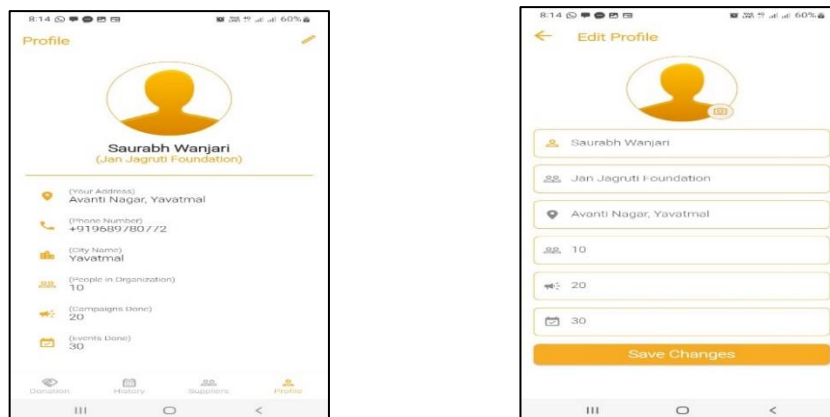 8:14
60%
Profile
Saurabh Wanjari
(Jan Jagruti Foundation)
(Your Address)
Avanti Nagar, Yavatmal
(Phone Number)
+919689780772
(City Name)
Yavatmal
(People in Organization)
10
(Campaigns Done)
20
(Events Done)
30
Donation History Suppliers Profile
8:14
60%
Edit Profile
Saurabh Wanjari
Jan Jagruti Foundation
Avanti Nagar, Yavatmal
10
20
30
Save Changes